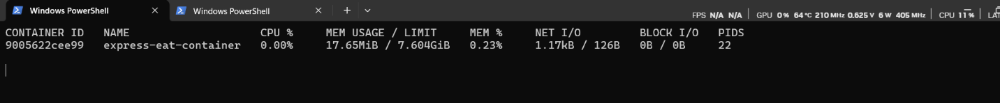 Windows PowerShell Windows PowerShell
FPS N/A N/A GPU 0% 64°C 210 MHz 0.625 V 6 W 405 MHz CPU 11% LAT
CONTAINER ID NAME CPU % MEM USAGE / LIMIT MEM % NET I/O BLOCK I/O PIDS
9005622cee99 express-eat-container 0.00% 17.65MiB / 7.604GiB 0.23% 1.17kB / 126B 0B / 0B 22